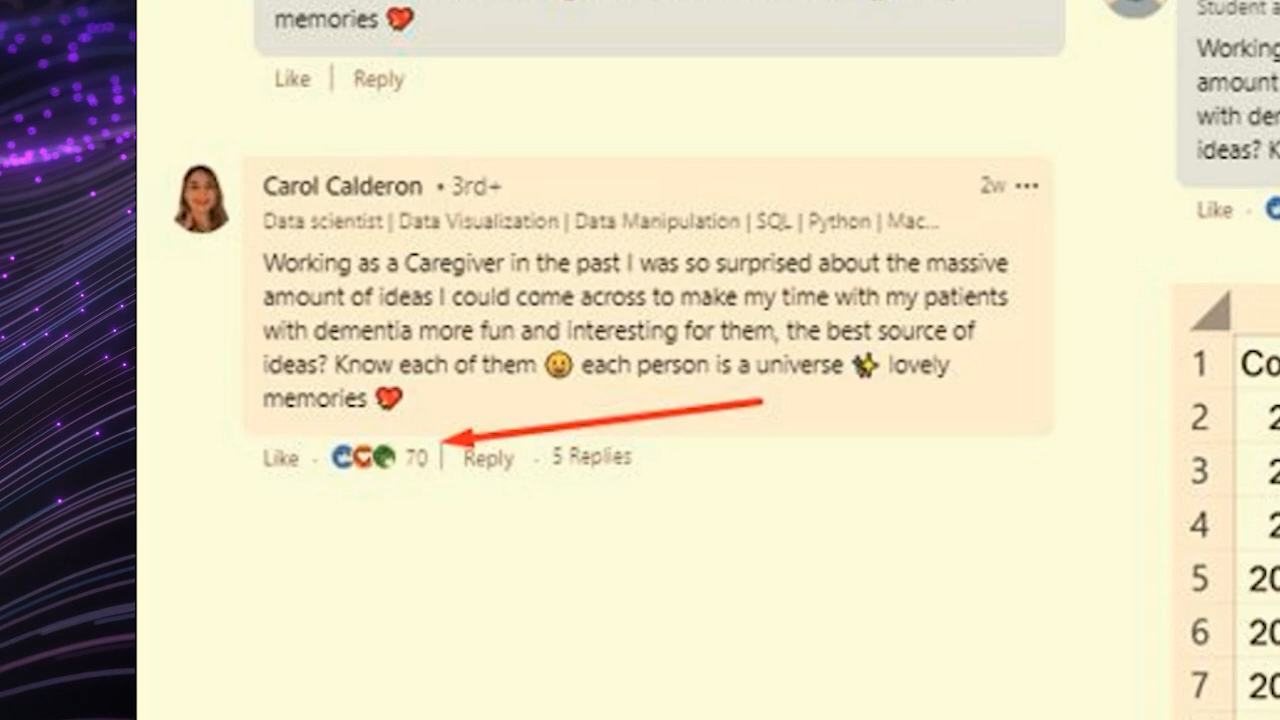 memories
Like | Reply
Carol Calderon • 3rd+
2w •••
Data scientist | Data Visualization | Data Manipulation | SQL | Python | Mac...
Working as a Caregiver in the past I was so surprised about the massive
amount of ideas I could come across to make my time with my patients
with dementia more fun and interesting for them, the best source of
ideas? Know each of them 🙂 each person is a universe ✨ lovely
memories ❤️
Like · 70 | Reply · 5 Replies
Student
Working
amount
with
ideas?
Like ·
1 Co
2 2
3 2
4 2
5 20
6 20
7 20